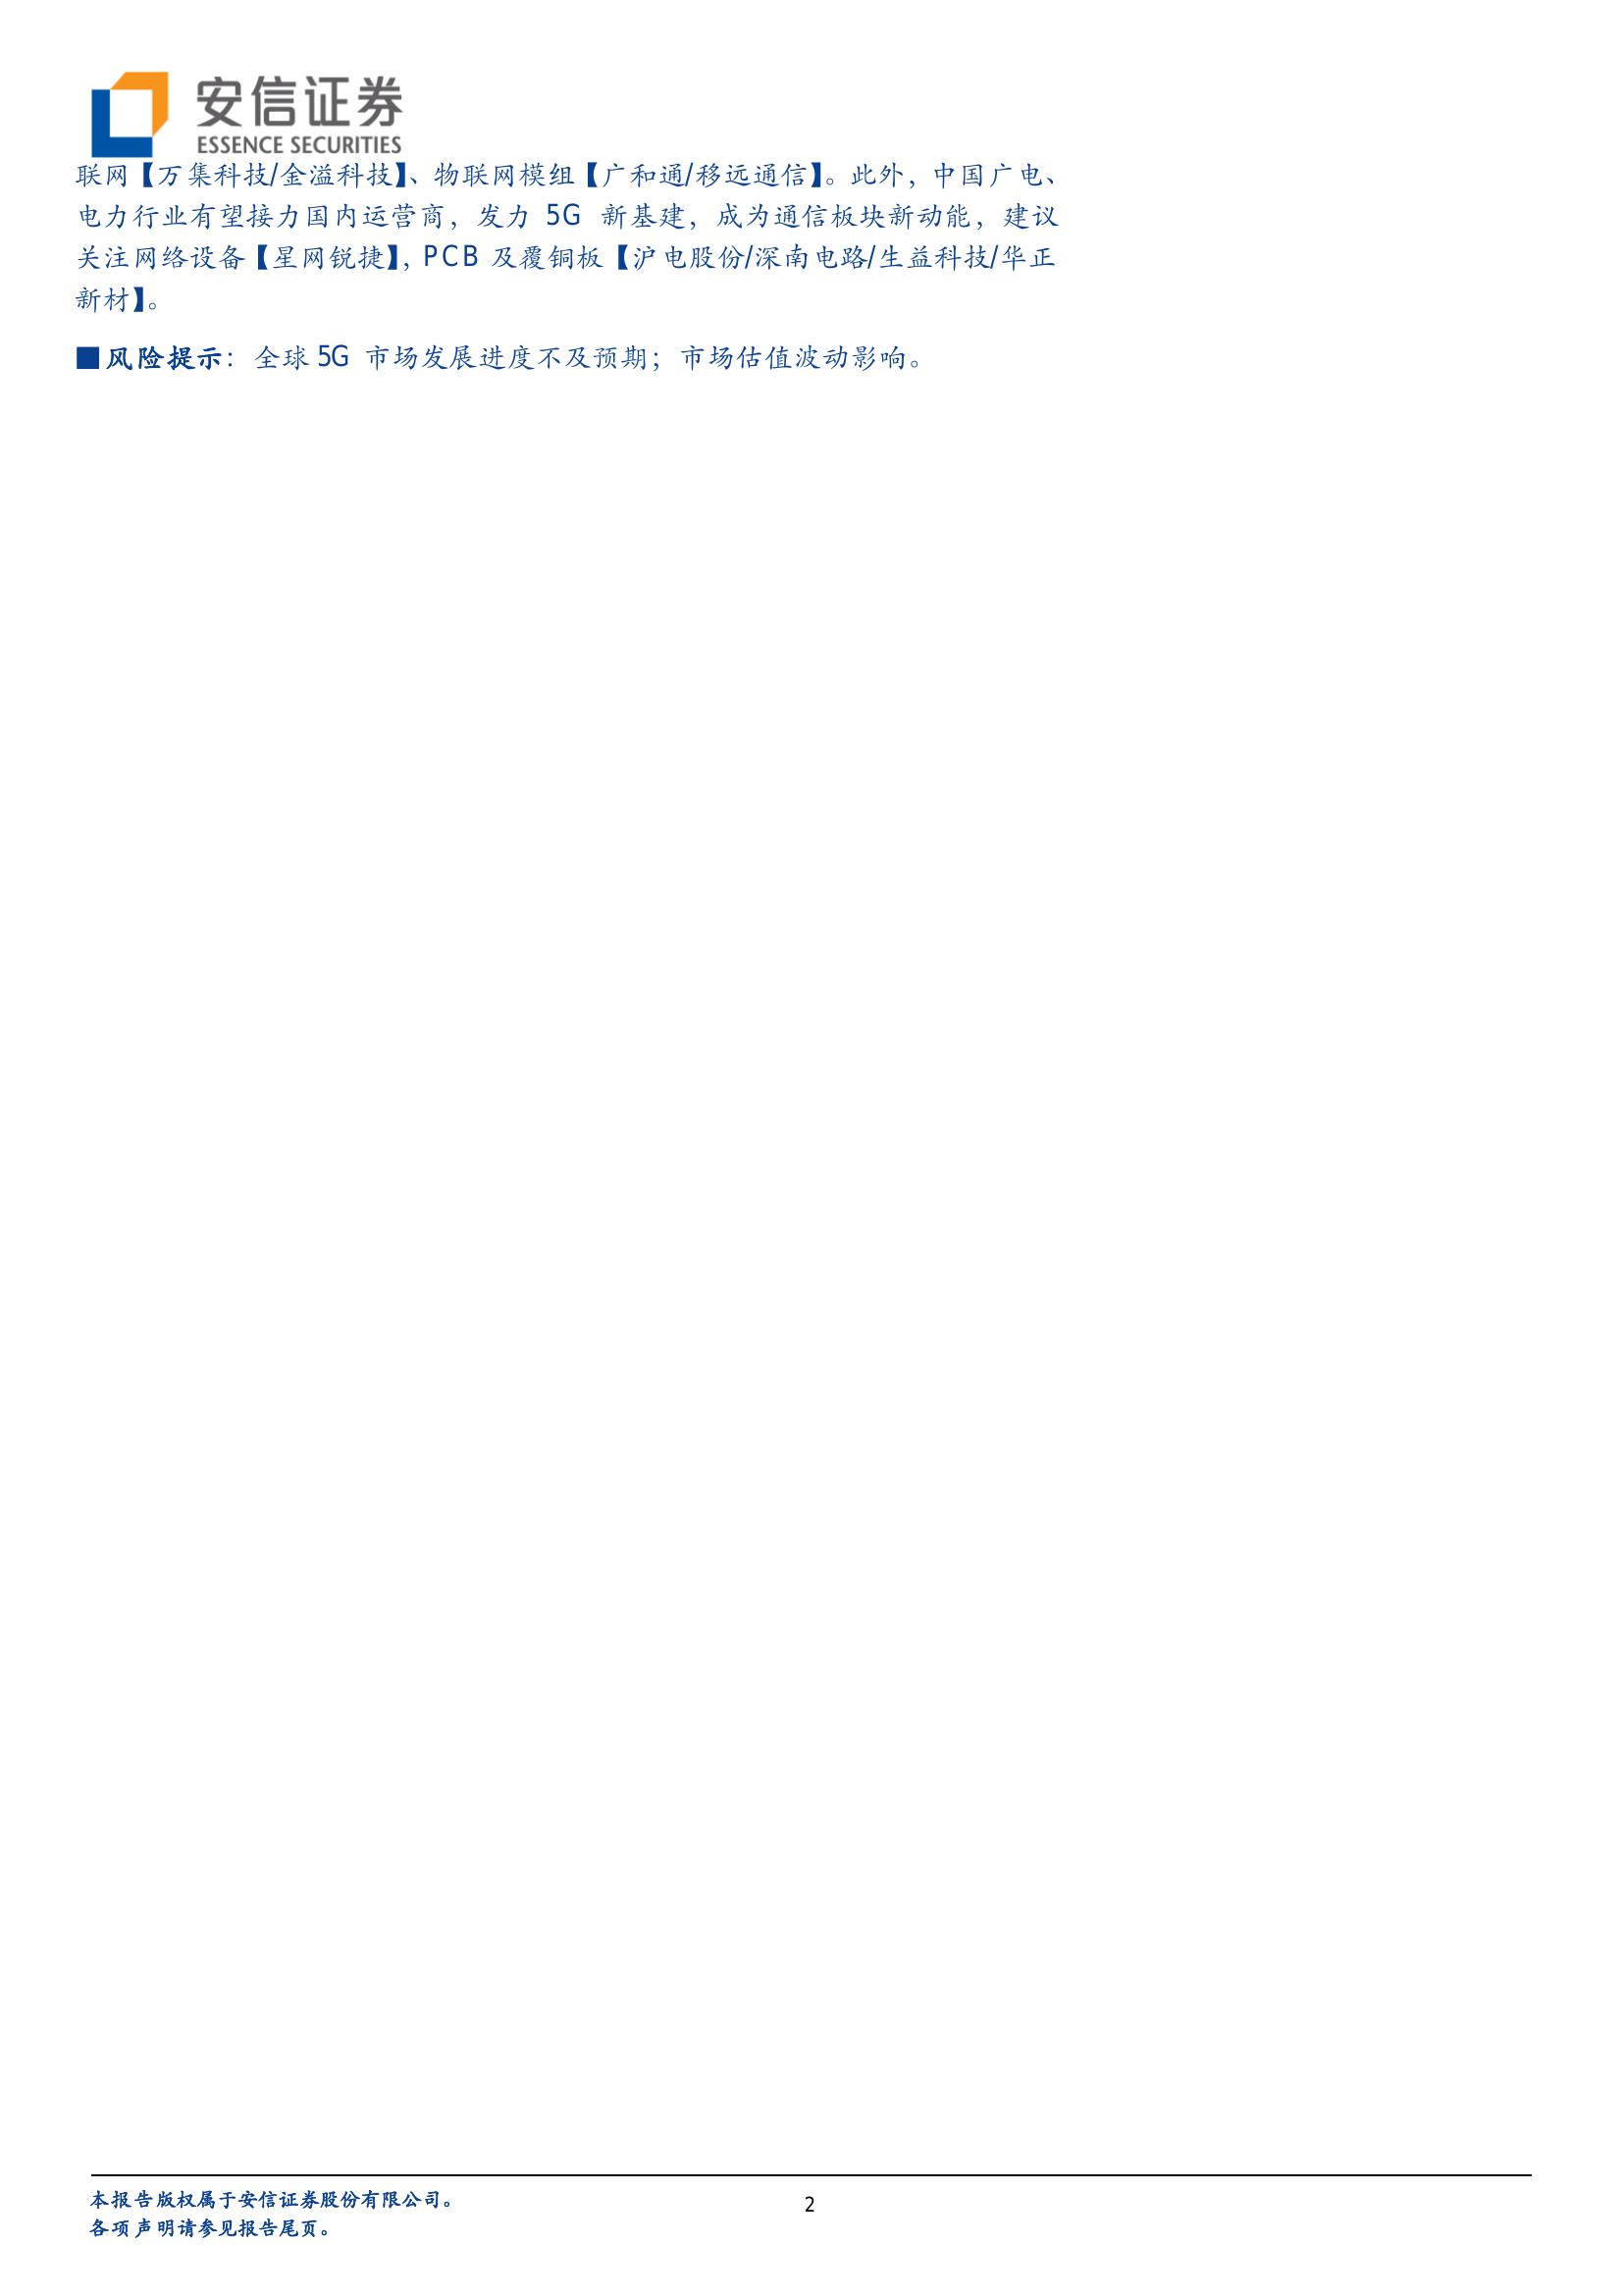 安信证券
ESSENCE SECURITIES
联网【万集科技/金溢科技】、物联网模组【广和通/移远通信】。此外，中国广电、
电力行业有望接力国内运营商，发力 5G 新基建，成为通信板块新动能，建议
关注网络设备【星网锐捷】，PCB 及覆铜板【沪电股份/深南电路/生益科技/华正
新材】。
■风险提示：全球 5G 市场发展进度不及预期；市场估值波动影响。
本报告版权属于安信证券股份有限公司。
2
各项声明请参见报告尾页。